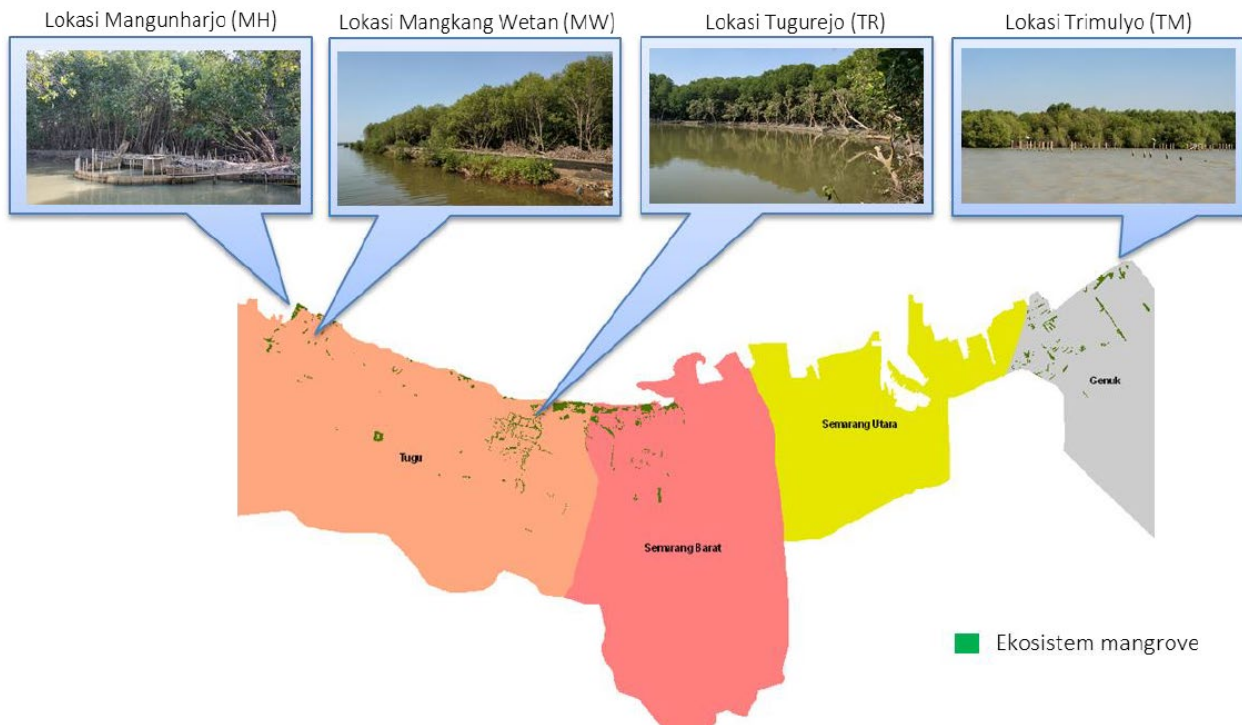 Lokasi Mangunharjo (MH)
Lokasi Mangkang Wetan (MW)
Lokasi Tugurejo (TR)
Lokasi Trimulyo (TM)
Genuk
Semarang Utara
Tugu
Semarang Barat
Ekosistem mangrove